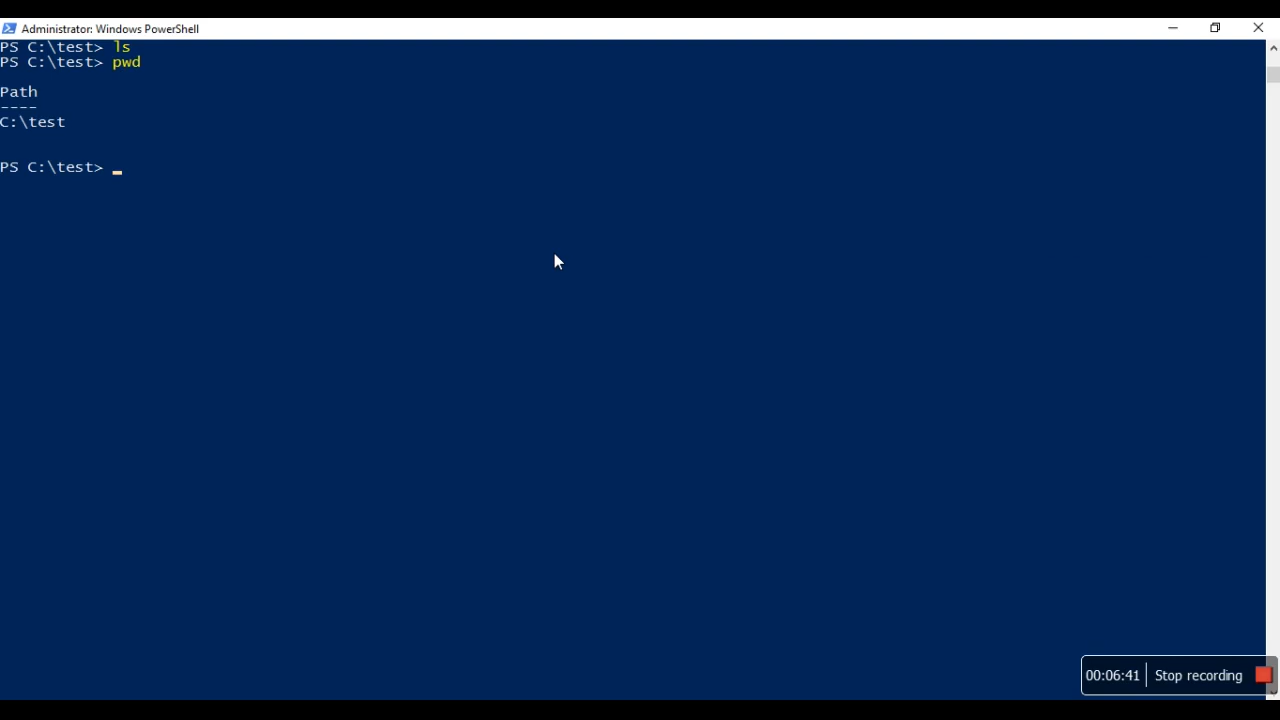 Administrator: Windows PowerShell
PS C:\test> ls
PS C:\test> pwd
Path
----
C:\test
PS C:\test>
00:06:41 Stop recording